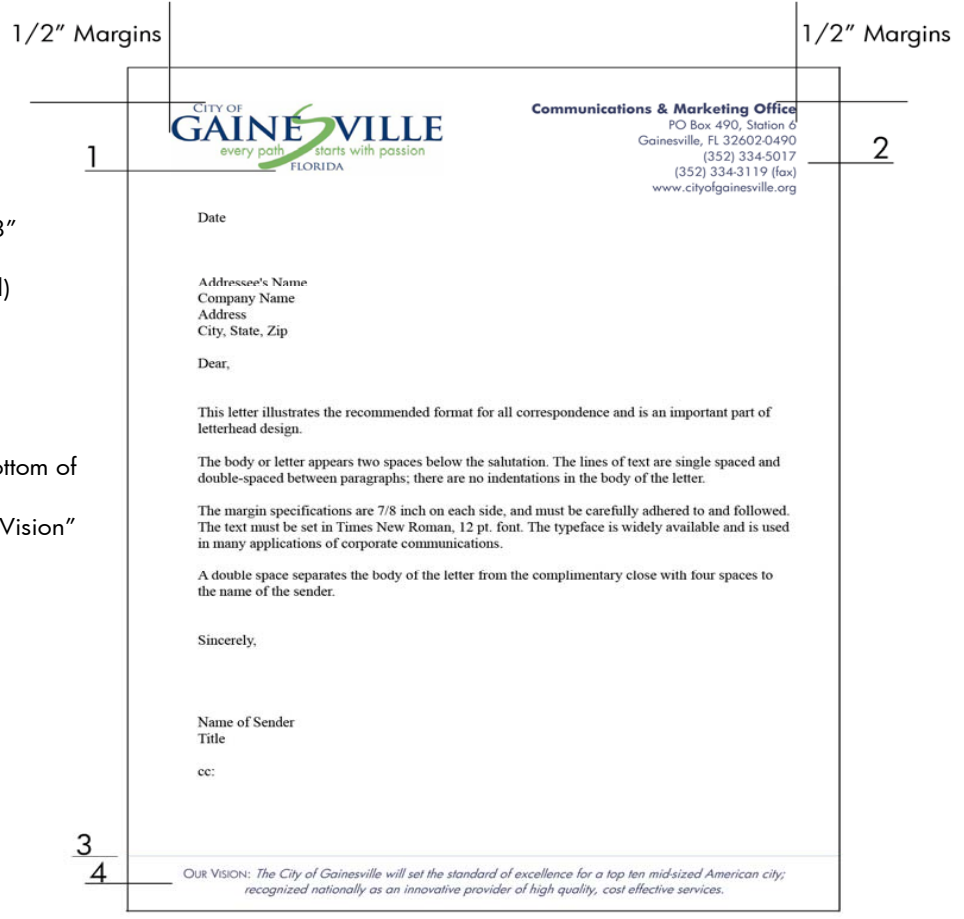 1/2” Margins
1/2” Margins
CITY OF
GAINESVILLE
every path starts with passion
FLORIDA
Communications & Marketing Office
PO Box 490, Station 6
Gainesville, FL 32602-0490
(352) 334-5017
(352) 334-3119 (fax)
www.cityofgainesville.org
1
2
Date
Addressee's Name
Company Name
Address
City, State, Zip
Dear,
This letter illustrates the recommended format for all correspondence and is an important part of
letterhead design.
The body or letter appears two spaces below the salutation. The lines of text are single spaced and
double-spaced between paragraphs; there are no indentations in the body of the letter.
The margin specifications are 7/8 inch on each side, and must be carefully adhered to and followed.
The text must be set in Times New Roman, 12 pt. font. The typeface is widely available and is used
in many applications of corporate communications.
A double space separates the body of the letter from the complimentary close with four spaces to
the name of the sender.
Sincerely,
Name of Sender
Title
cc:
of
Vision”
3
4
OUR VISION: The City of Gainesville will set the standard of excellence for a top ten mid-sized American city;
recognized nationally as an innovative provider of high quality, cost effective services.